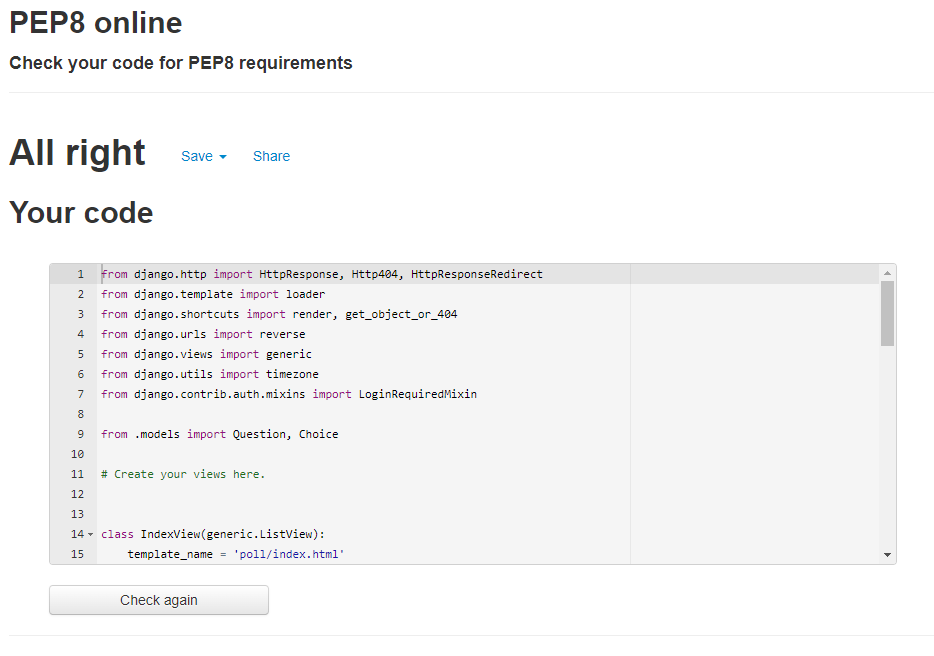 PEP8 online
Check your code for PEP8 requirements
All right Save Share
Your code
1 from django.http import HttpResponse, Http404, HttpResponseRedirect
2 from django.template import loader
3 from django.shortcuts import render, get_object_or_404
4 from django.urls import reverse
5 from django.views import generic
6 from django.utils import timezone
7 from django.contrib.auth.mixins import LoginRequiredMixin
8
9 from .models import Question, Choice
10
11 # Create your views here.
12
13
14 class IndexView(generic.ListView):
15     template_name = 'poll/index.html'
Check again